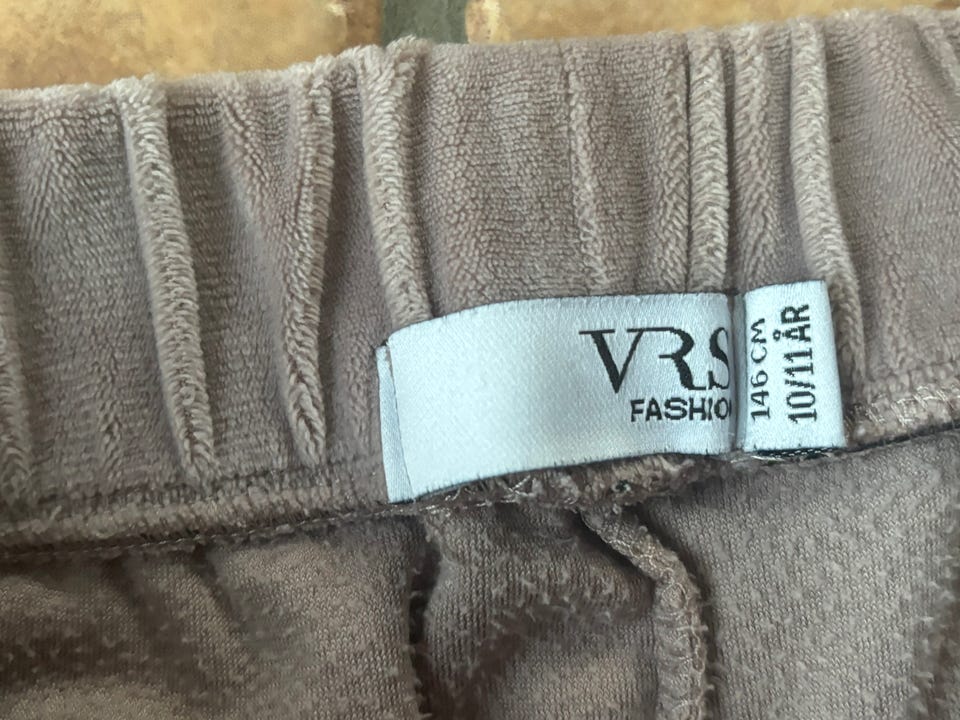 VRS
FASHIO
146 CM
10/11 ÅR